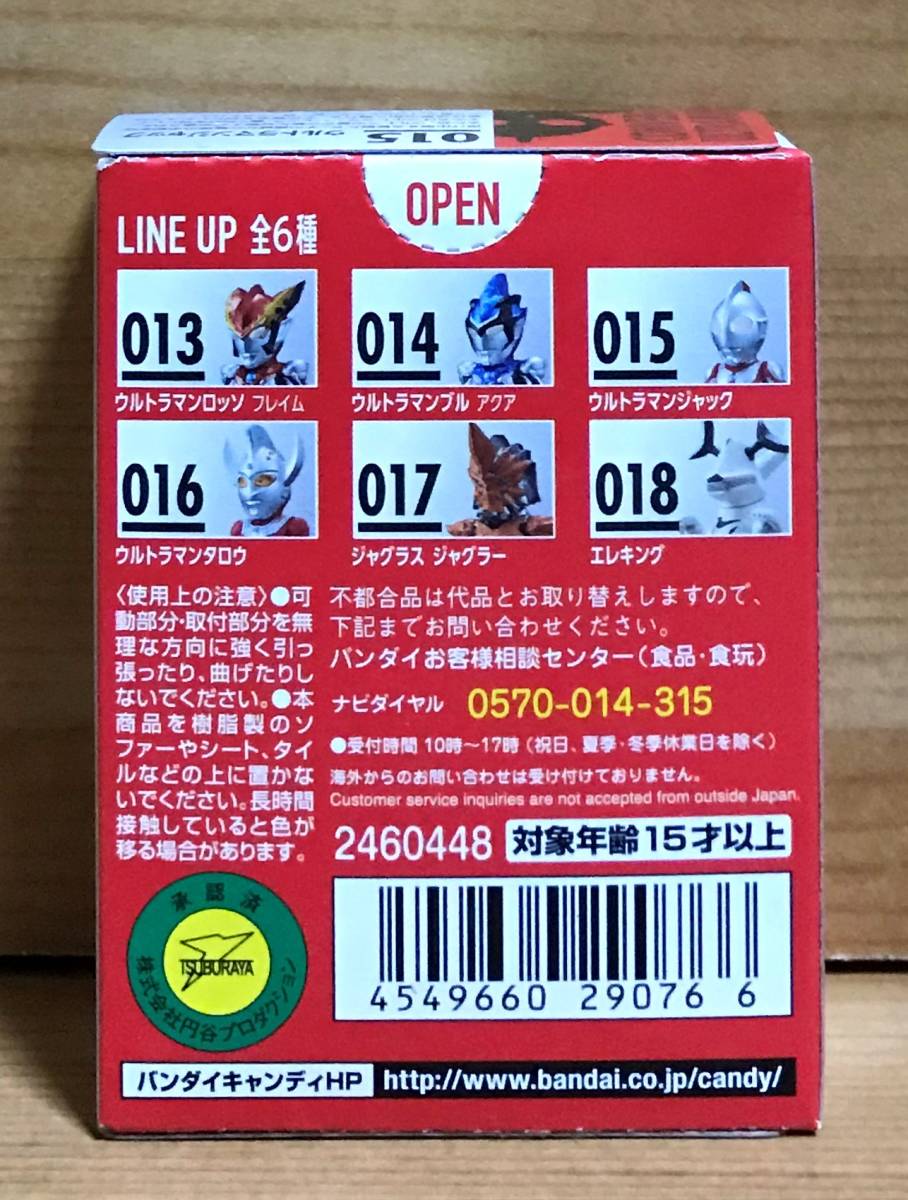 015 ウルトラマンジャック
OPEN
LINE UP 全6種
013
014
015
ウルトラマンロッソ フレイム
ウルトラマンブル アクア
ウルトラマンジャック
016
017
018
ウルトラマンタロウ
ジャグラス ジャグラー
エレキング
〈使用上の注意〉●可
動部分・取付部分を無
理な方向に強く引っ
張ったり、曲げたりし
ないでください。●本
商品を樹脂製のソ
ファーやシート、タイ
ルなどの上に置かな
いでください。長時間
接触していると色が
移る場合があります。
不都合品は代品とお取り替えしますので、
下記までお問い合わせください。
バンダイお客様相談センター（食品・食玩）
ナビダイヤル 0570-014-315
●受付時間 10時〜17時（祝日、夏季・冬季休業日を除く）
海外からのお問い合わせは受け付けておりません。
Customer service inquiries are not accepted from outside Japan.
2460448 対象年齢15才以上
承認済
TSUBURAYA
株式会社円谷プロダクション
4549660 29076 6
バンダイキャンディHP http://www.bandai.co.jp/candy/